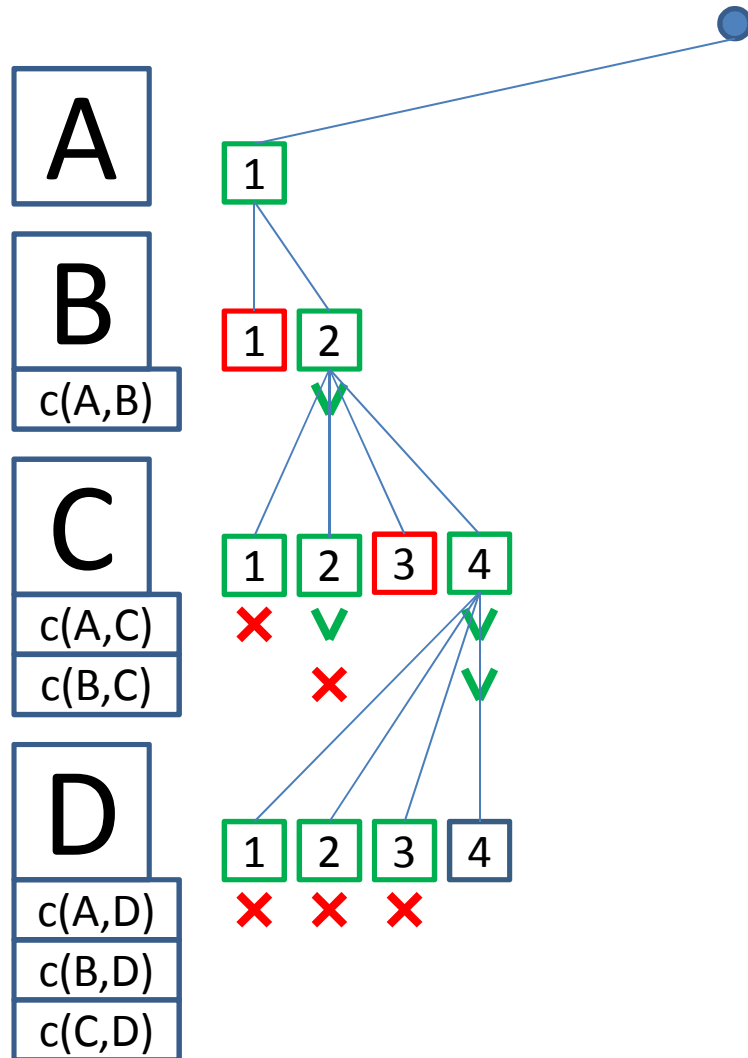 A
1
B
1 2
c(A,B)
C
1 2 3 4
c(A,C)
c(B,C)
D
1 2 3 4
c(A,D)
c(B,D)
c(C,D)